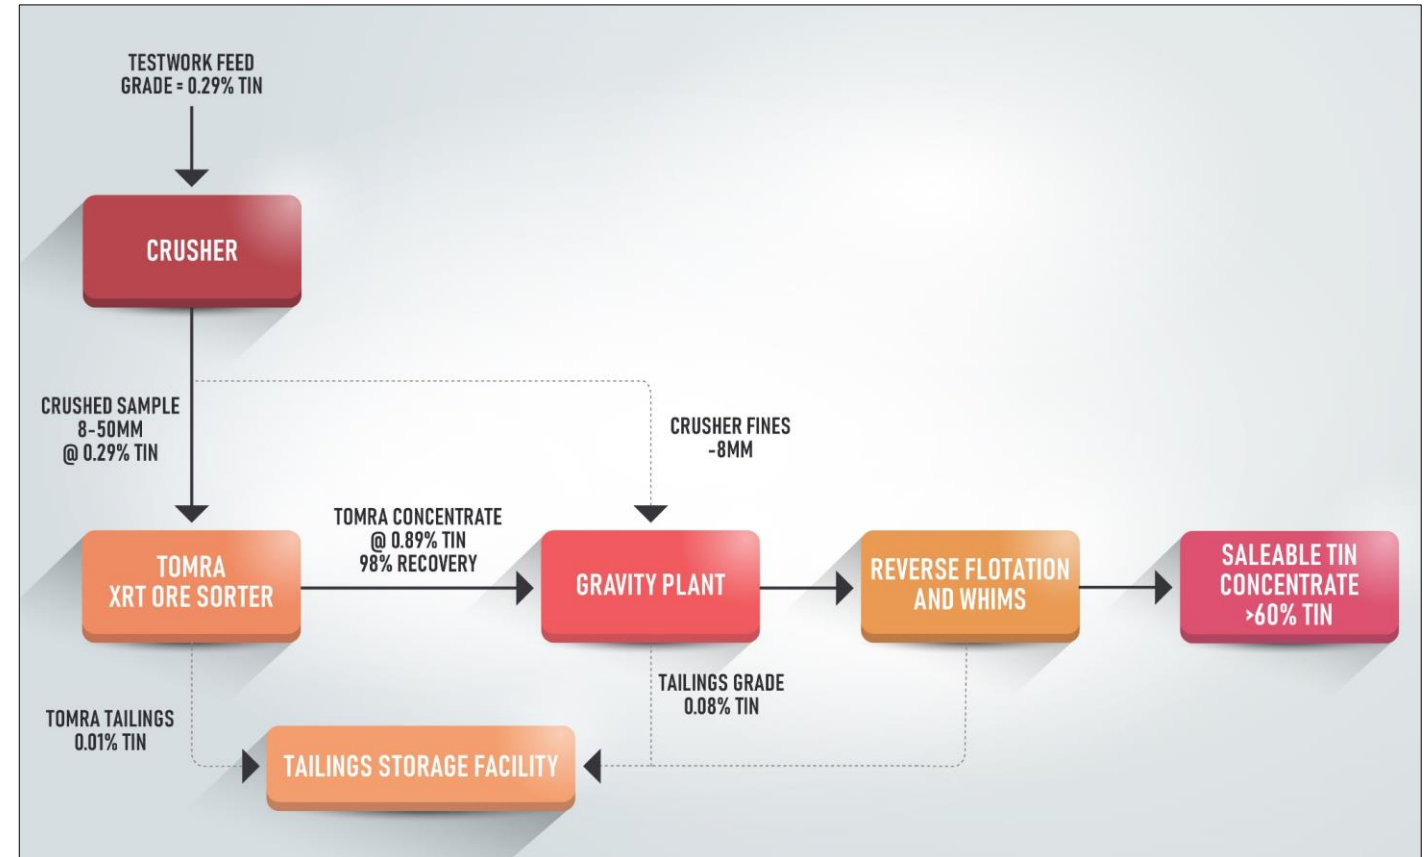 TESTWORK FEED
GRADE = 0.29% TIN
CRUSHER
CRUSHED SAMPLE
8-50MM
@ 0.29% TIN
CRUSHER FINES
-8MM
TOMRA
XRT ORE SORTER
TOMRA CONCENTRATE
@ 0.89% TIN
98% RECOVERY
GRAVITY PLANT
REVERSE FLOTATION
AND WHIMS
SALEABLE TIN
CONCENTRATE
>60% TIN
TOMRA TAILINGS
0.01% TIN
TAILINGS GRADE
0.08% TIN
TAILINGS STORAGE FACILITY